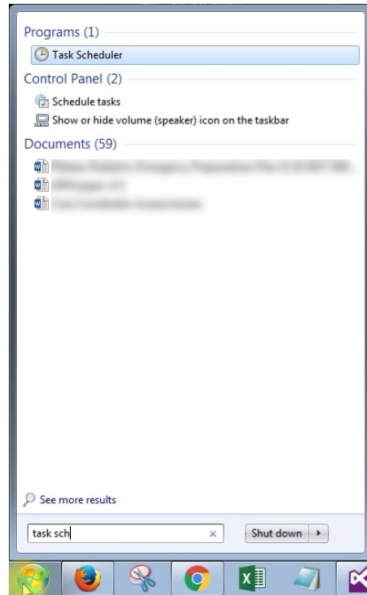 Programs (1)
Task Scheduler
Control Panel (2)
Schedule tasks
Show or hide volume (speaker) icon on the taskbar
Documents (59)
See more results
task sch
Shut down